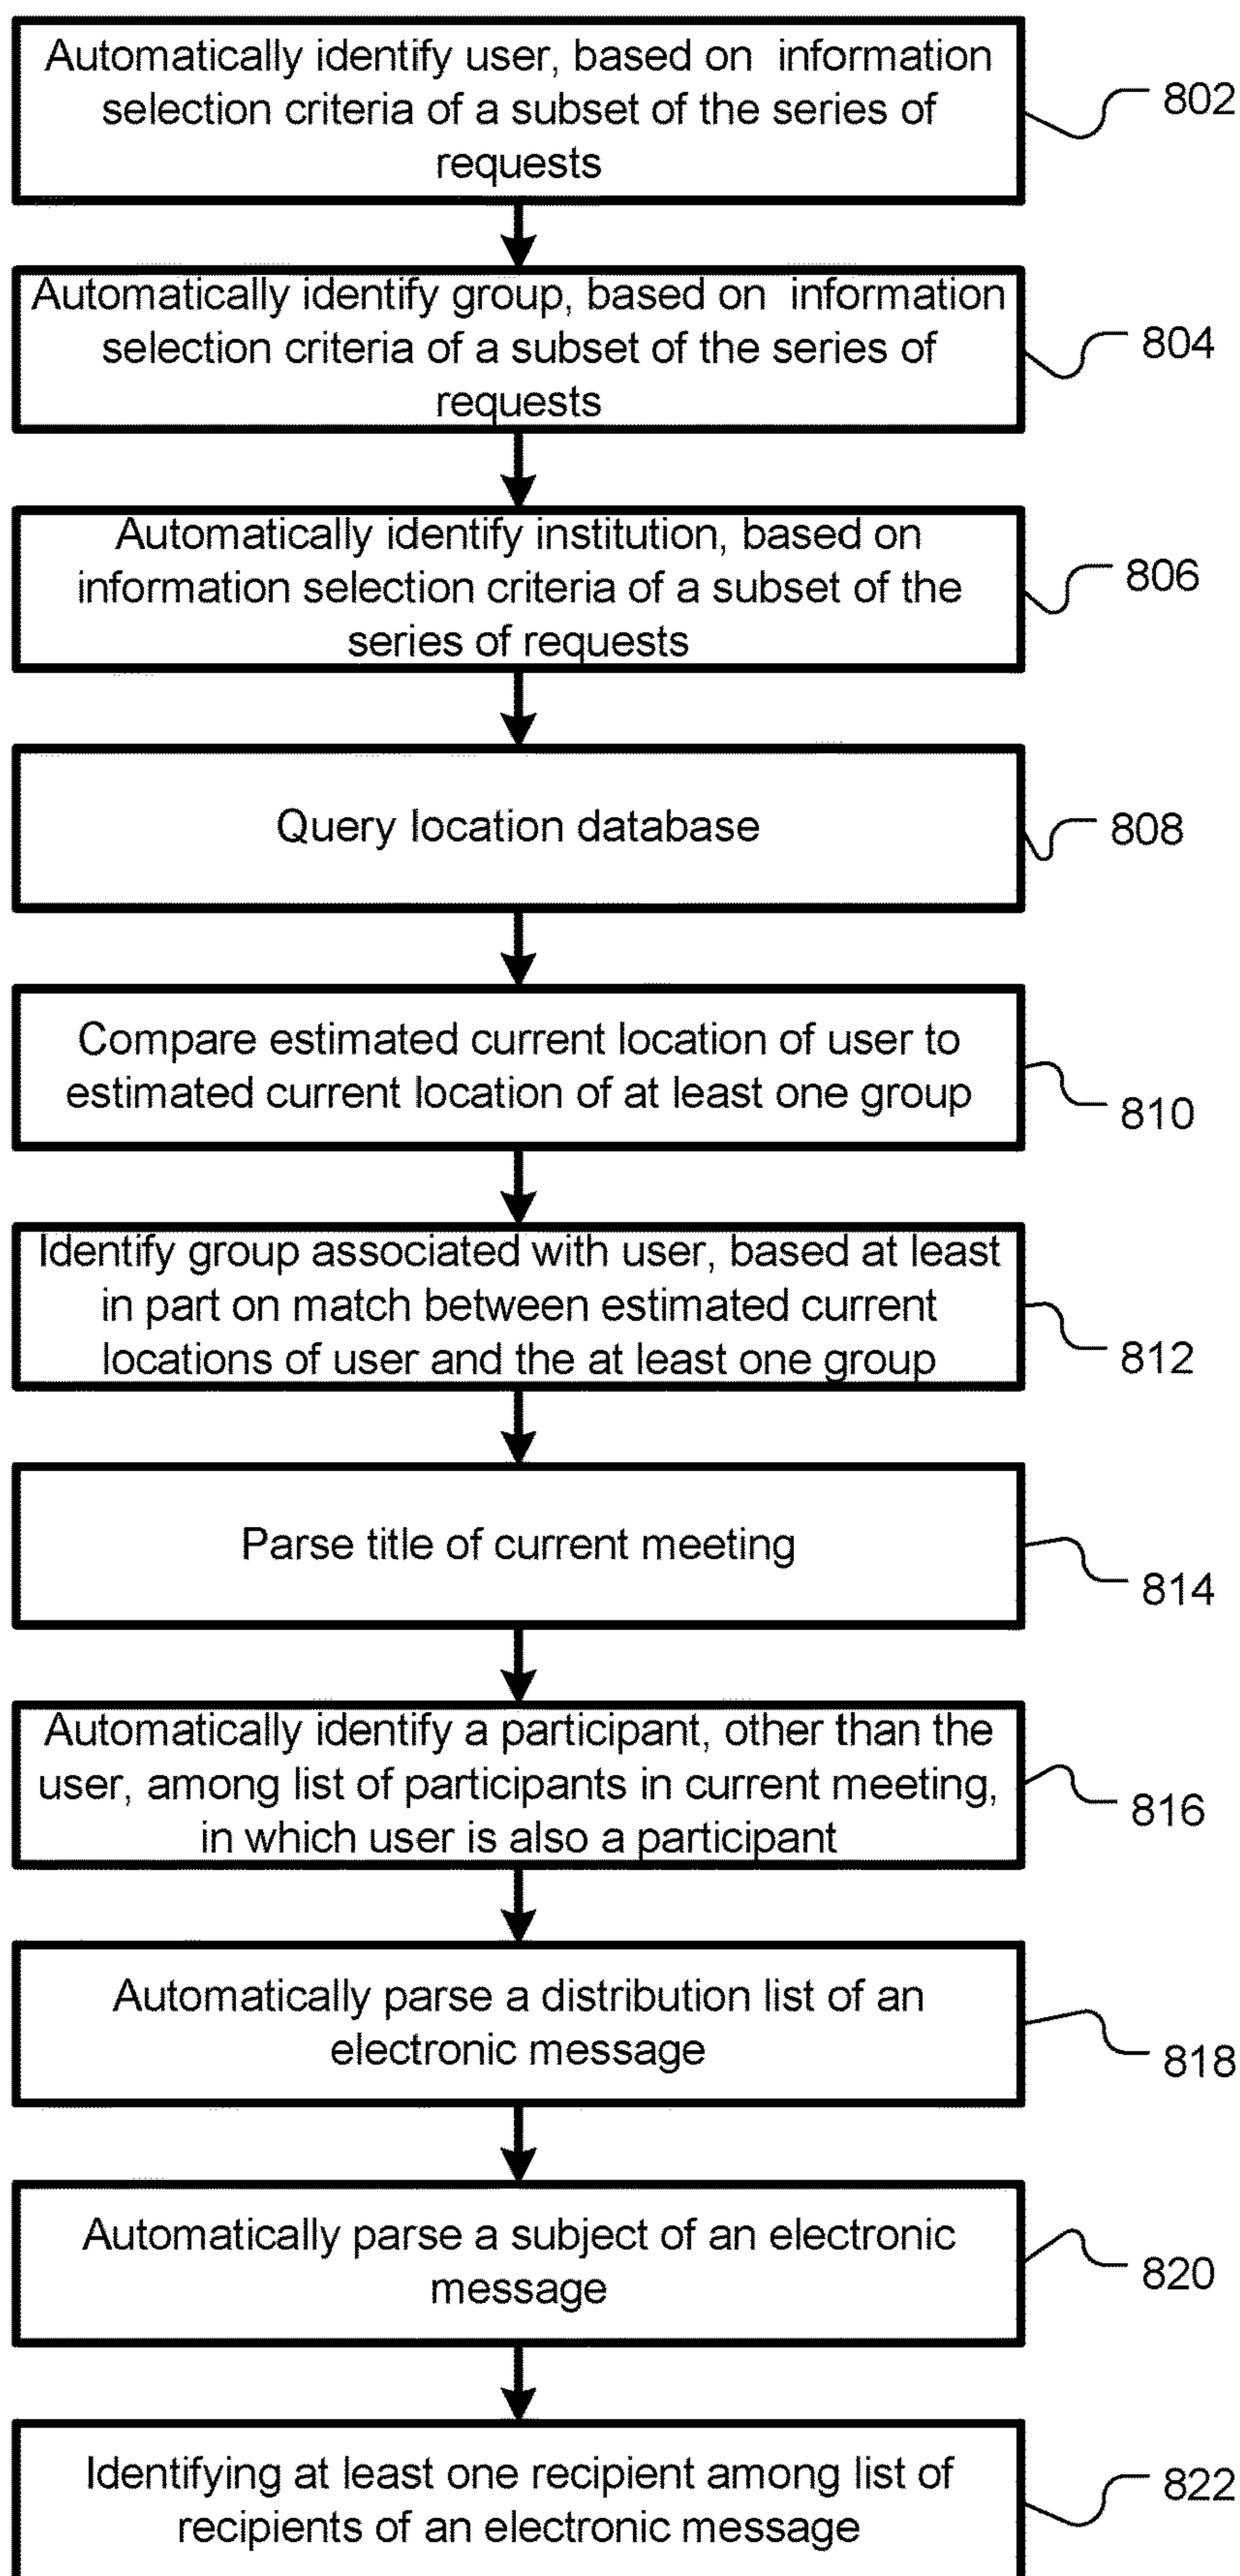 Automatically identify user, based on information
selection criteria of a subset of the series of
requests
802
Automatically identify group, based on information
selection criteria of a subset of the series of
requests
804
Automatically identify institution, based on
information selection criteria of a subset of the
series of requests
806
Query location database
808
Compare estimated current location of user to
estimated current location of at least one group
810
Identify group associated with user, based at least
in part on match between estimated current
locations of user and the at least one group
812
Parse title of current meeting
814
Automatically identify a participant, other than the
user, among list of participants in current meeting,
in which user is also a participant
816
Automatically parse a distribution list of an
electronic message
818
Automatically parse a subject of an electronic
message
820
Identifying at least one recipient among list of
recipients of an electronic message
822